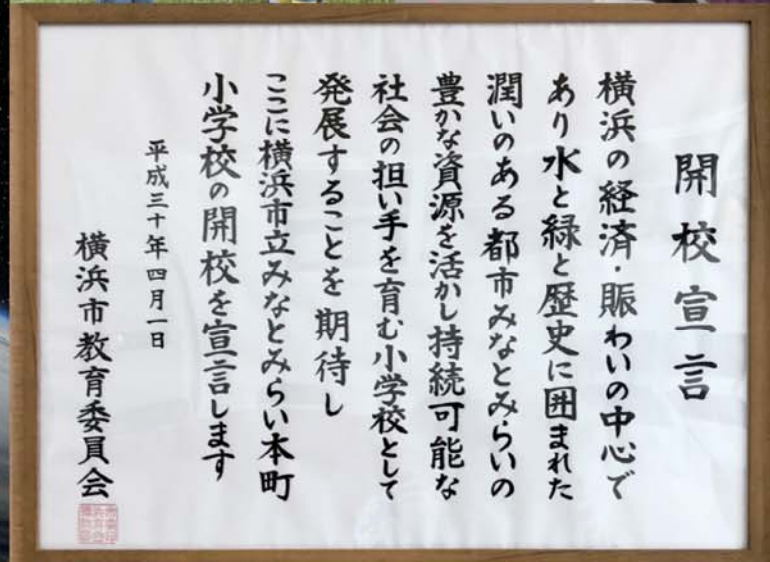 開校宣言
横浜の経済・賑わいの中心で
あり水と緑と歴史に囲まれた
潤いのある都市みなとみらいの
豊かな資源を活かし持続可能な
社会の担い手を育む小学校として
発展することを期待し
ここに横浜市立みなとみらい本町
小学校の開校を宣言します
平成三十年四月一日
横浜市教育委員会